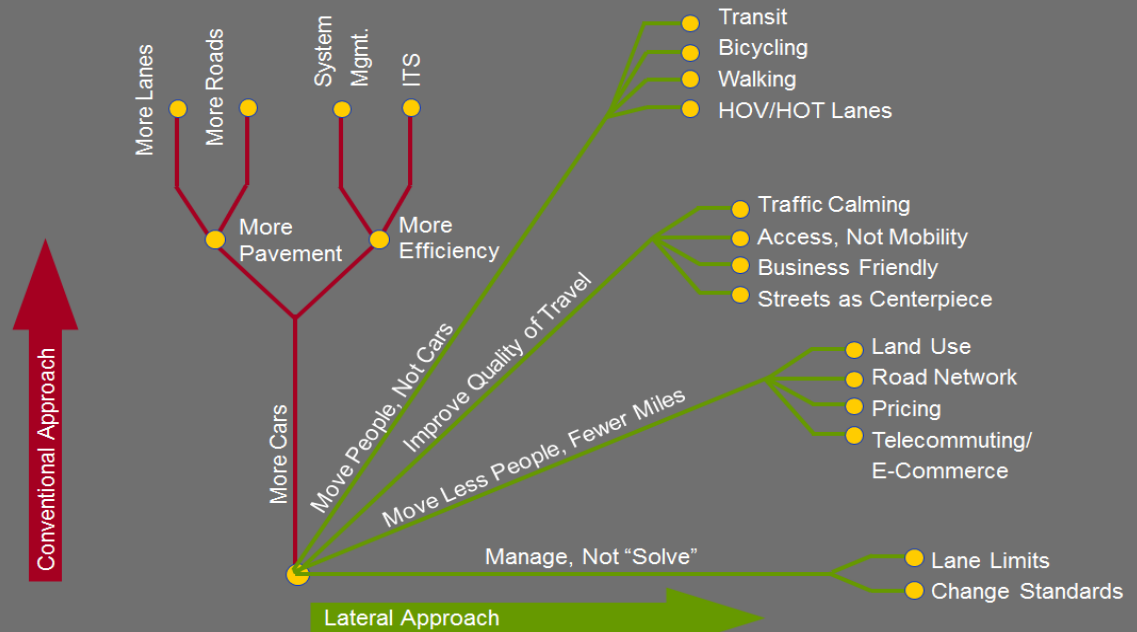 More Lanes
More Roads
System
Mgmt.
ITS
More
Pavement
More
Efficiency
More Cars
Conventional Approach
Move People, Not Cars
Transit
Bicycling
Walking
HOV/HOT Lanes
Improve Quality of Travel
Traffic Calming
Access, Not Mobility
Business Friendly
Streets as Centerpiece
Move Less People, Fewer Miles
Land Use
Road Network
Pricing
Telecommuting/
E-Commerce
Manage, Not “Solve”
Lane Limits
Change Standards
Lateral Approach